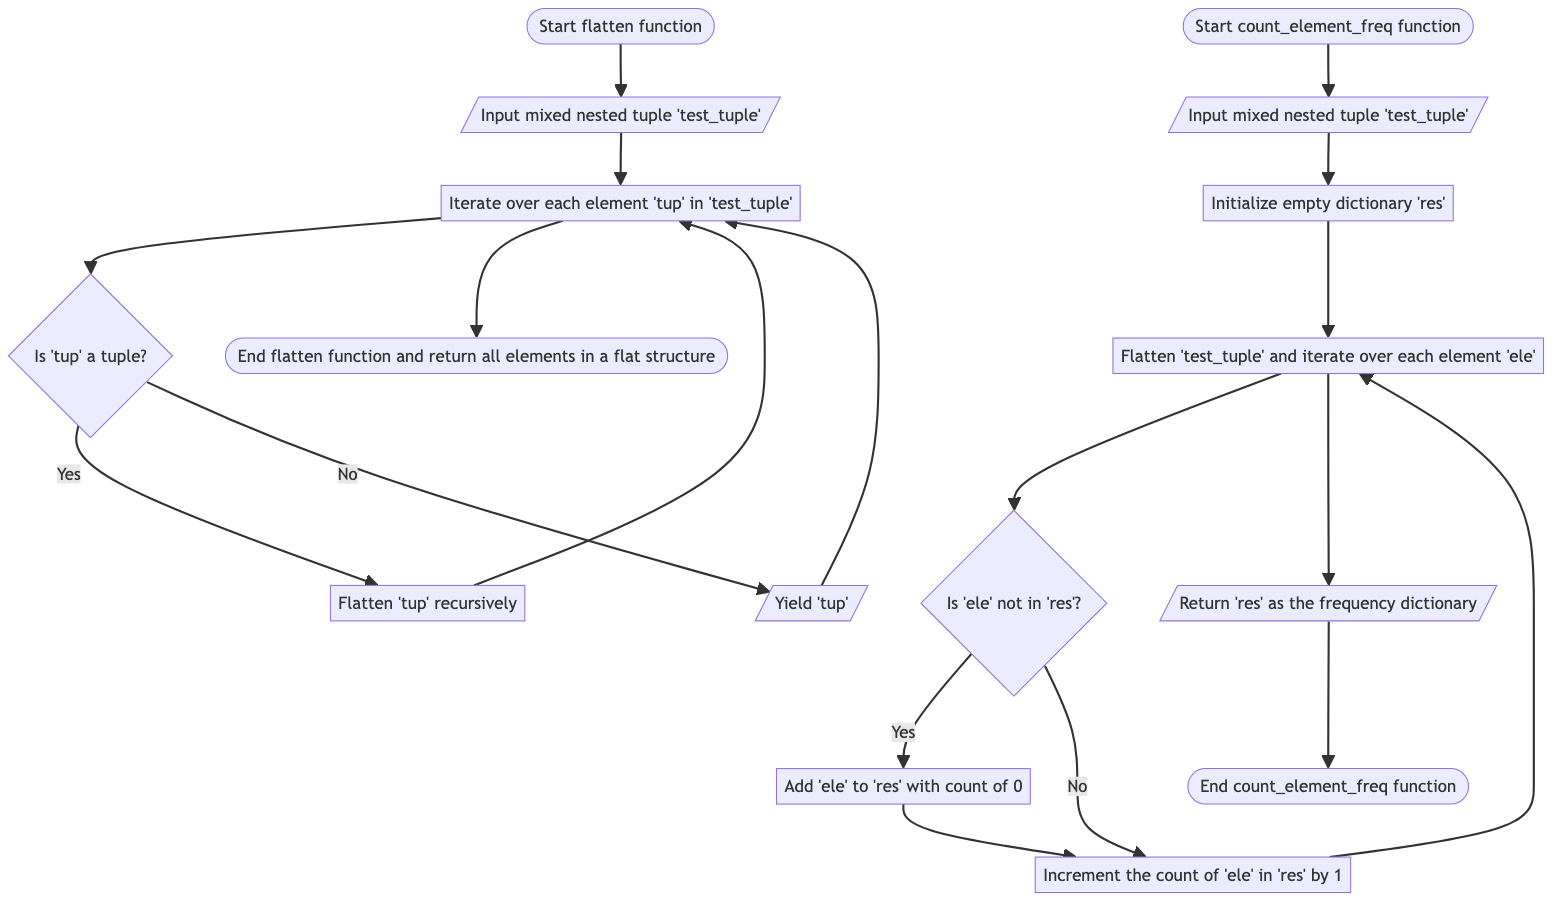 Start flatten function
Input mixed nested tuple 'test_tuple'
Iterate over each element 'tup' in 'test_tuple'
Is 'tup' a tuple?
End flatten function and return all elements in a flat structure
Yes
No
Flatten 'tup' recursively
Yield 'tup'
Start count_element_freq function
Input mixed nested tuple 'test_tuple'
Initialize empty dictionary 'res'
Flatten 'test_tuple' and iterate over each element 'ele'
Is 'ele' not in 'res'?
Return 'res' as the frequency dictionary
Yes
No
Add 'ele' to 'res' with count of 0
End count_element_freq function
Increment the count of 'ele' in 'res' by 1